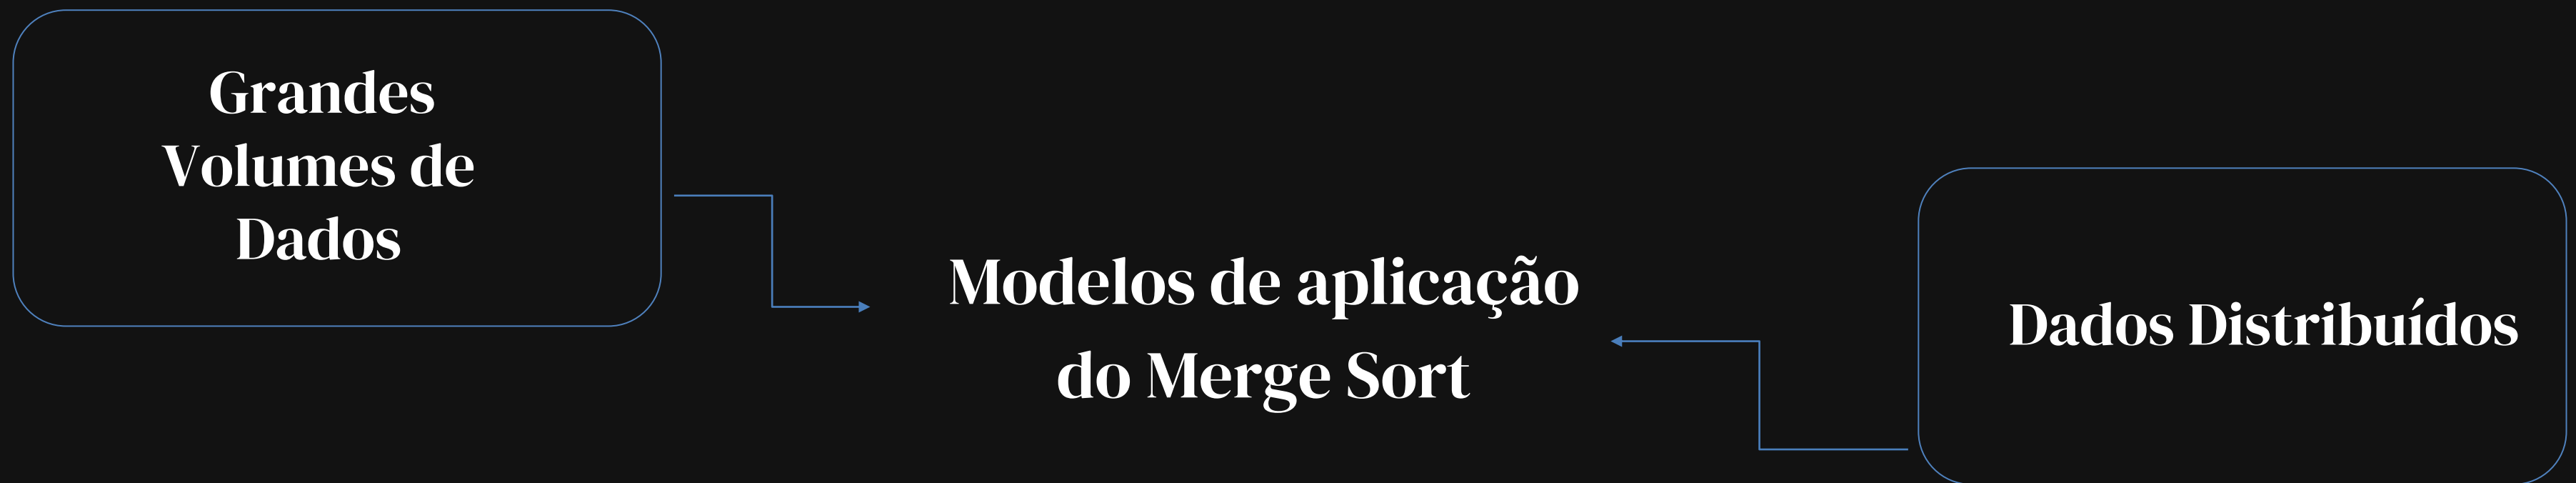 Grandes
Volumes de
Dados
Modelos de aplicação
do Merge Sort
Dados Distribuídos